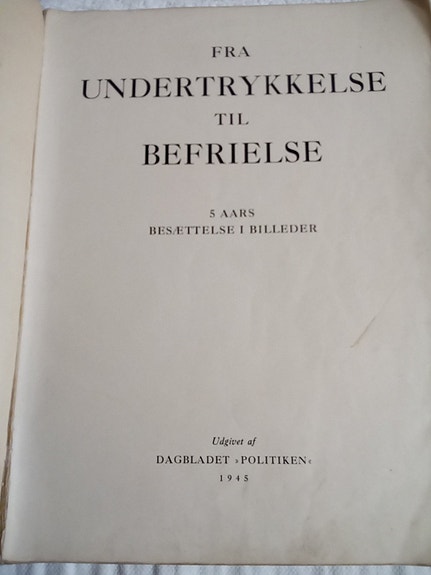 FRA
UNDERTRYKKELSE
TIL
BEFRIELSE
5 AARS
BESÆTTELSE I BILLEDER
Udgivet af
DAGBLADET »POLITIKEN«
1945